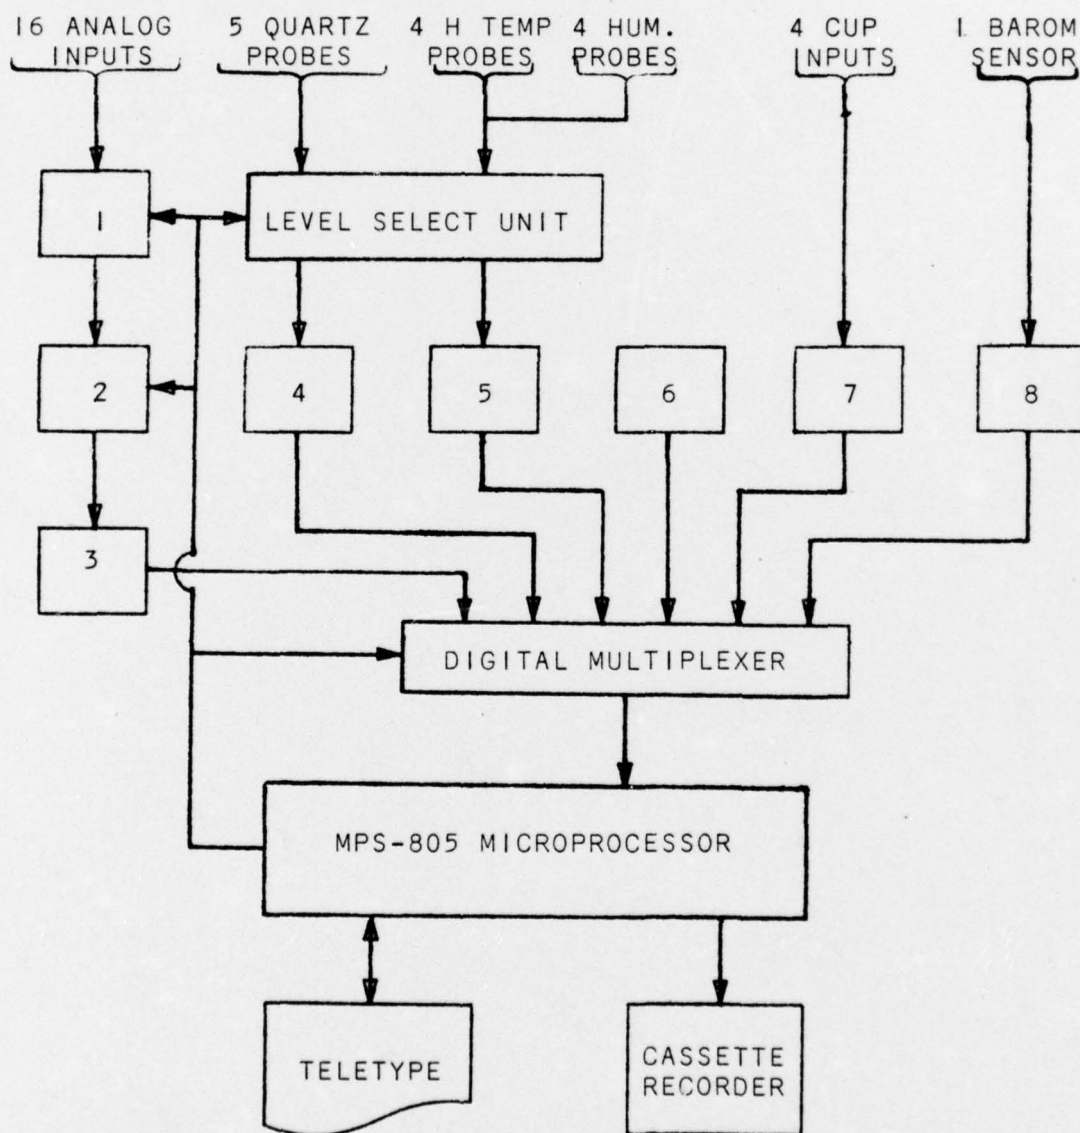 16 ANALOG INPUTS
5 QUARTZ PROBES
4 H TEMP PROBES
4 HUM. PROBES
4 CUP NPUTS
1 BAROM SENSOR
1
LEVEL SELECT UNIT
2
4
5
6
7
8
3
DIGITAL MULTIPLEXER
MPS-805 MICROPROCESSOR
TELETYPE
CASSETTE
RECORDER